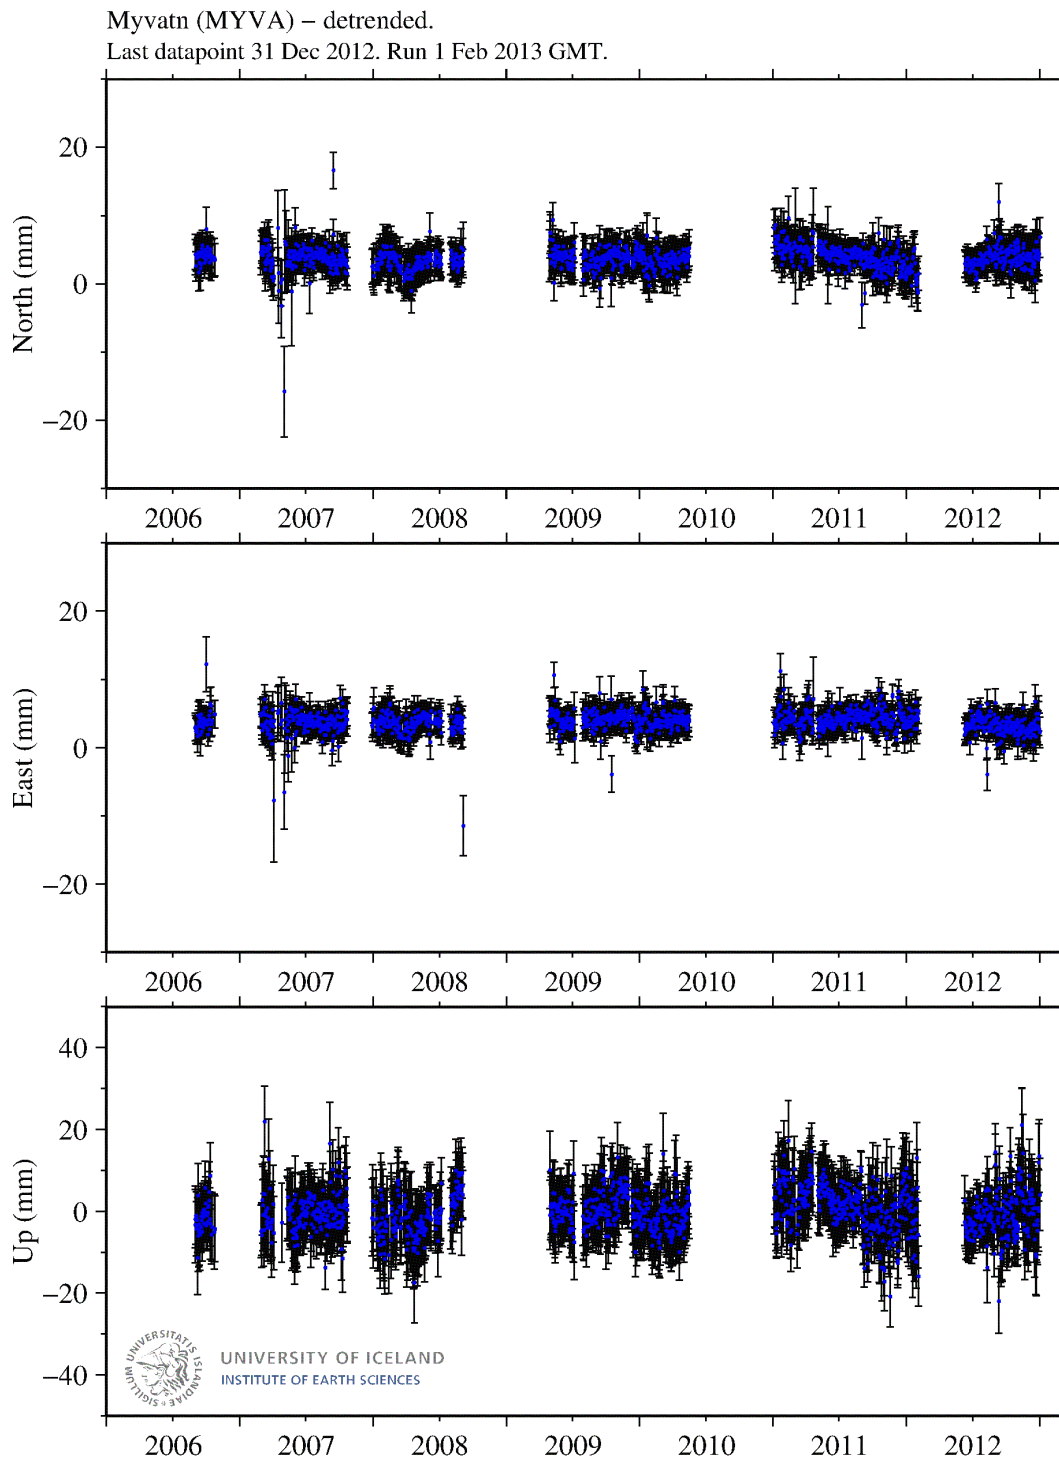 Myvatn (MYVA) − detrended.
Last datapoint 31 Dec 2012. Run 1 Feb 2013 GMT.
20
0
−20
North (mm)
2006 2007 2008 2009 2010 2011 2012
20
0
−20
East (mm)
2006 2007 2008 2009 2010 2011 2012
40
20
0
−20
−40
Up (mm)
SIGILLUM UNIVERSITATIS ISLANDIAE
UNIVERSITY OF ICELAND
INSTITUTE OF EARTH SCIENCES
2006 2007 2008 2009 2010 2011 2012